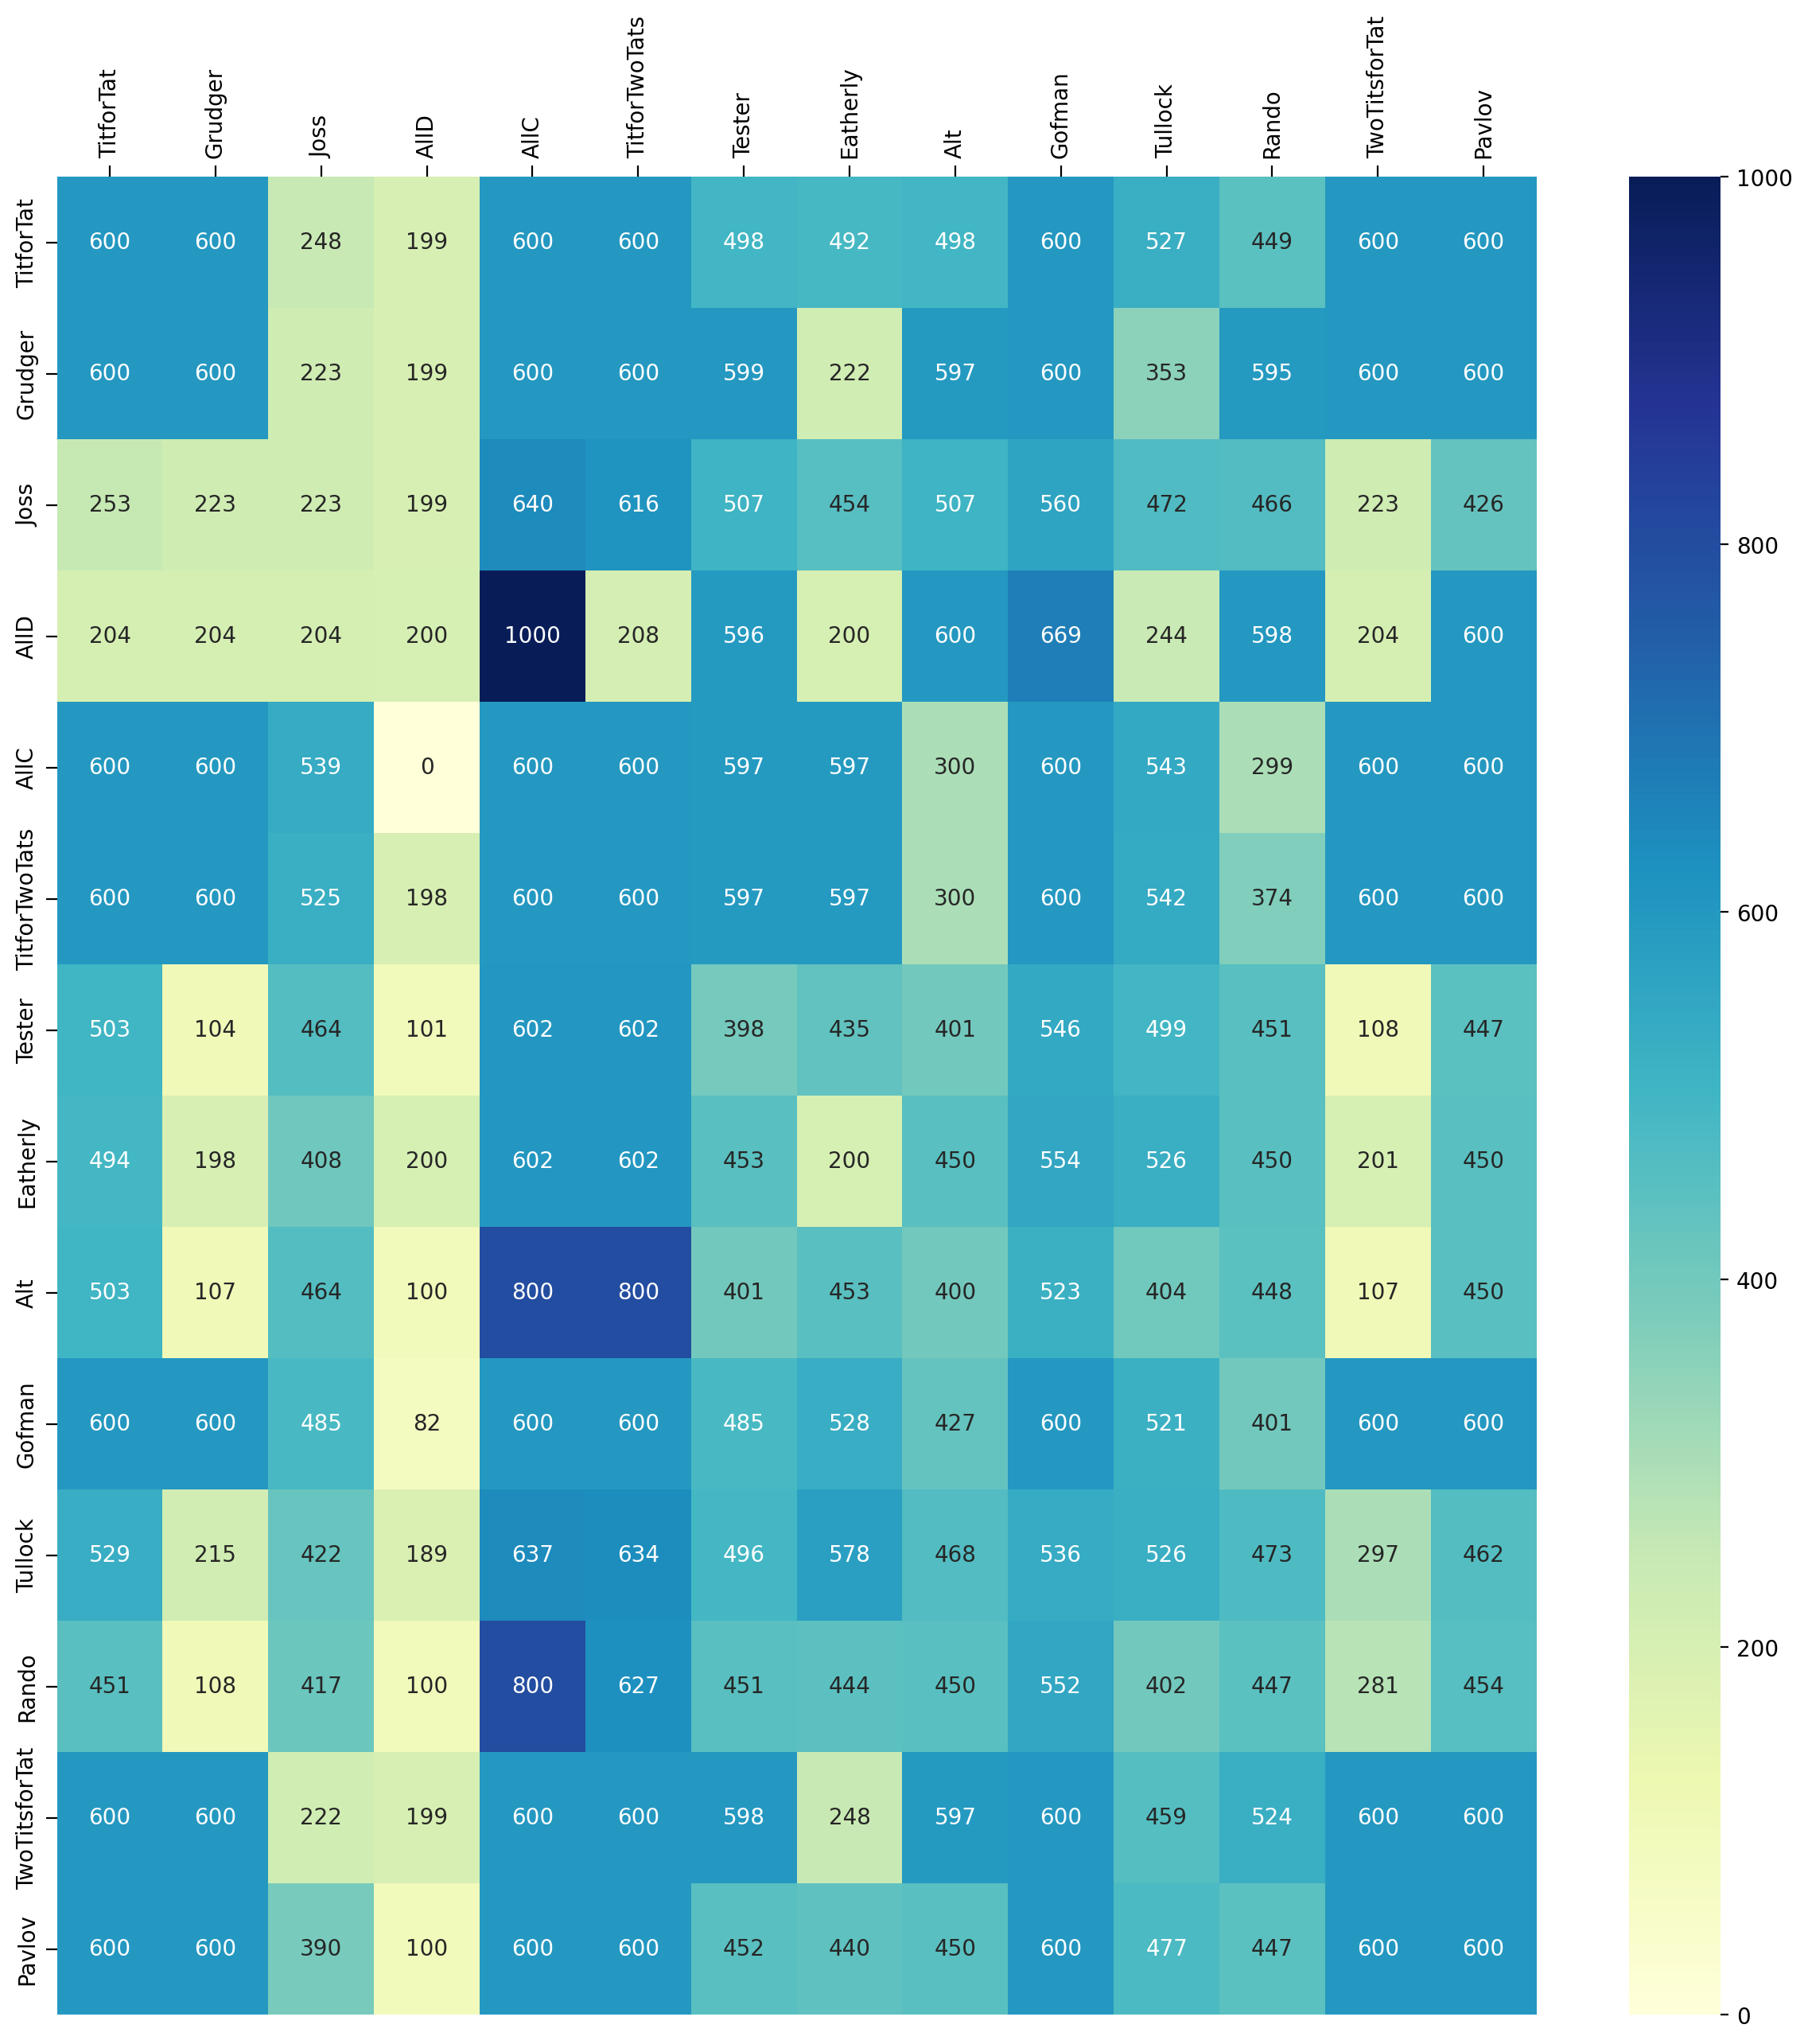 TitforTat Grudger Joss AllD AllC TitforTwoTats Tester Eatherly Alt Gofman Tullock Rando TwoTitsforTat Pavlov
TitforTat 600 600 248 199 600 600 498 492 498 600 527 449 600 600
Grudger 600 600 223 199 600 600 599 222 597 600 353 595 600 600
Joss 253 223 223 199 640 616 507 454 507 560 472 466 223 426
AllD 204 204 204 200 1000 208 596 200 600 669 244 598 204 600
AllC 600 600 539 0 600 600 597 597 300 600 543 299 600 600
TitforTwoTats 600 600 525 198 600 600 597 597 300 600 542 374 600 600
Tester 503 104 464 101 602 602 398 435 401 546 499 451 108 447
Eatherly 494 198 408 200 602 602 453 200 450 554 526 450 201 450
Alt 503 107 464 100 800 800 401 453 400 523 404 448 107 450
Gofman 600 600 485 82 600 600 485 528 427 600 521 401 600 600
Tullock 529 215 422 189 637 634 496 578 468 536 526 473 297 462
Rando 451 108 417 100 800 627 451 444 450 552 402 447 281 454
TwoTitsforTat 600 600 222 199 600 600 598 248 597 600 459 524 600 600
Pavlov 600 600 390 100 600 600 452 440 450 600 477 447 600 600
1000
800
600
400
200
0